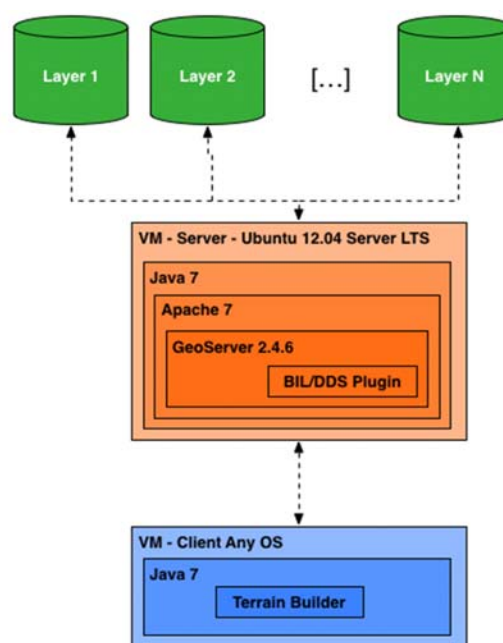 Layer 1
Layer 2
[...]
Layer N
VM - Server - Ubuntu 12.04 Server LTS
Java 7
Apache 7
GeoServer 2.4.6
BIL/DDS Plugin
VM - Client Any OS
Java 7
Terrain Builder